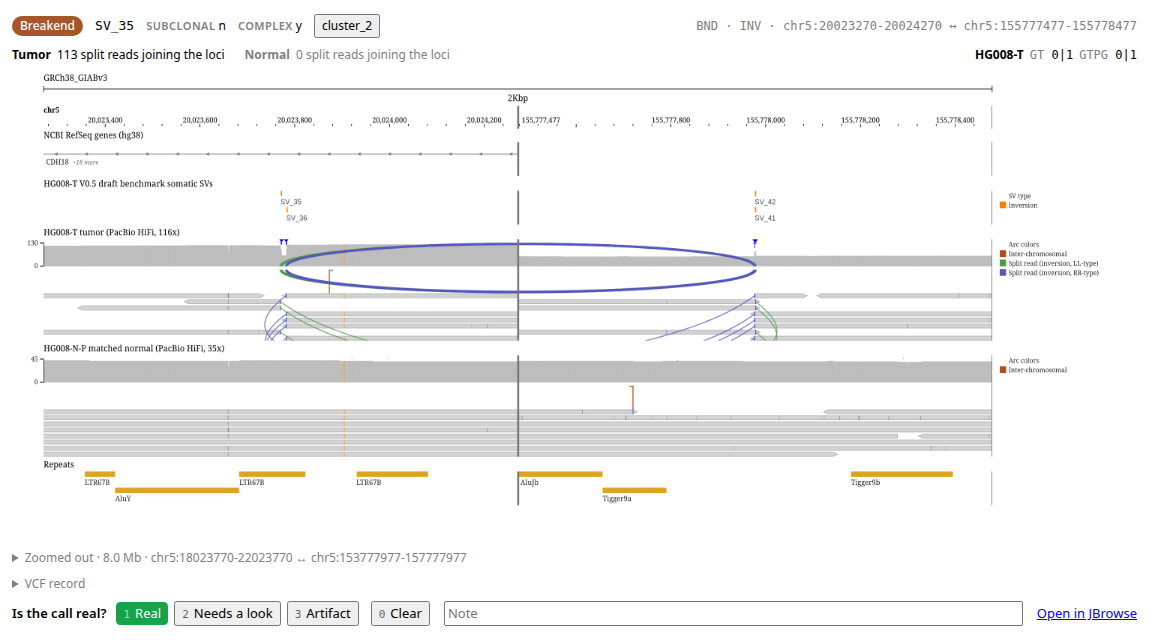 Breakend SV_35 SUBCLONAL n COMPLEX y cluster_2 BND · INV · chr5:20023270-20024270 ↔ chr5:155777477-155778477
Tumor 113 split reads joining the loci Normal 0 split reads joining the loci HG008-T GT 0|1 GTPG 0|1
GRCh38_GIABv3
2Kbp
chr5
20,023,400 20,023,600 20,023,800 20,024,000 20,024,200 155,777,477 155,777,800 155,778,000 155,778,200 155,778,400
NCBI RefSeq genes (hg38)
CDH18 +18 more
HG008-T V0.5 draft benchmark somatic SVs
SV_35 SV_42
SV_36 SV_41
SV type
Inversion
HG008-T tumor (PacBio HiFi, 116x)
130
0
Arc colors
Inter-chromosomal
Split read (inversion, LL-type)
Split read (inversion, RR-type)
HG008-N-P matched normal (PacBio HiFi, 35x)
45
0
Arc colors
Inter-chromosomal
Repeats
LTR67B LTR67B LTR67B AluJb Tigger9b
AluY Tigger9a
▶ Zoomed out · 8.0 Mb · chr5:18023770-22023770 ↔ chr5:153777977-157777977
▶ VCF record
Is the call real? 1 Real 2 Needs a look 3 Artifact 0 Clear Note Open in JBrowse